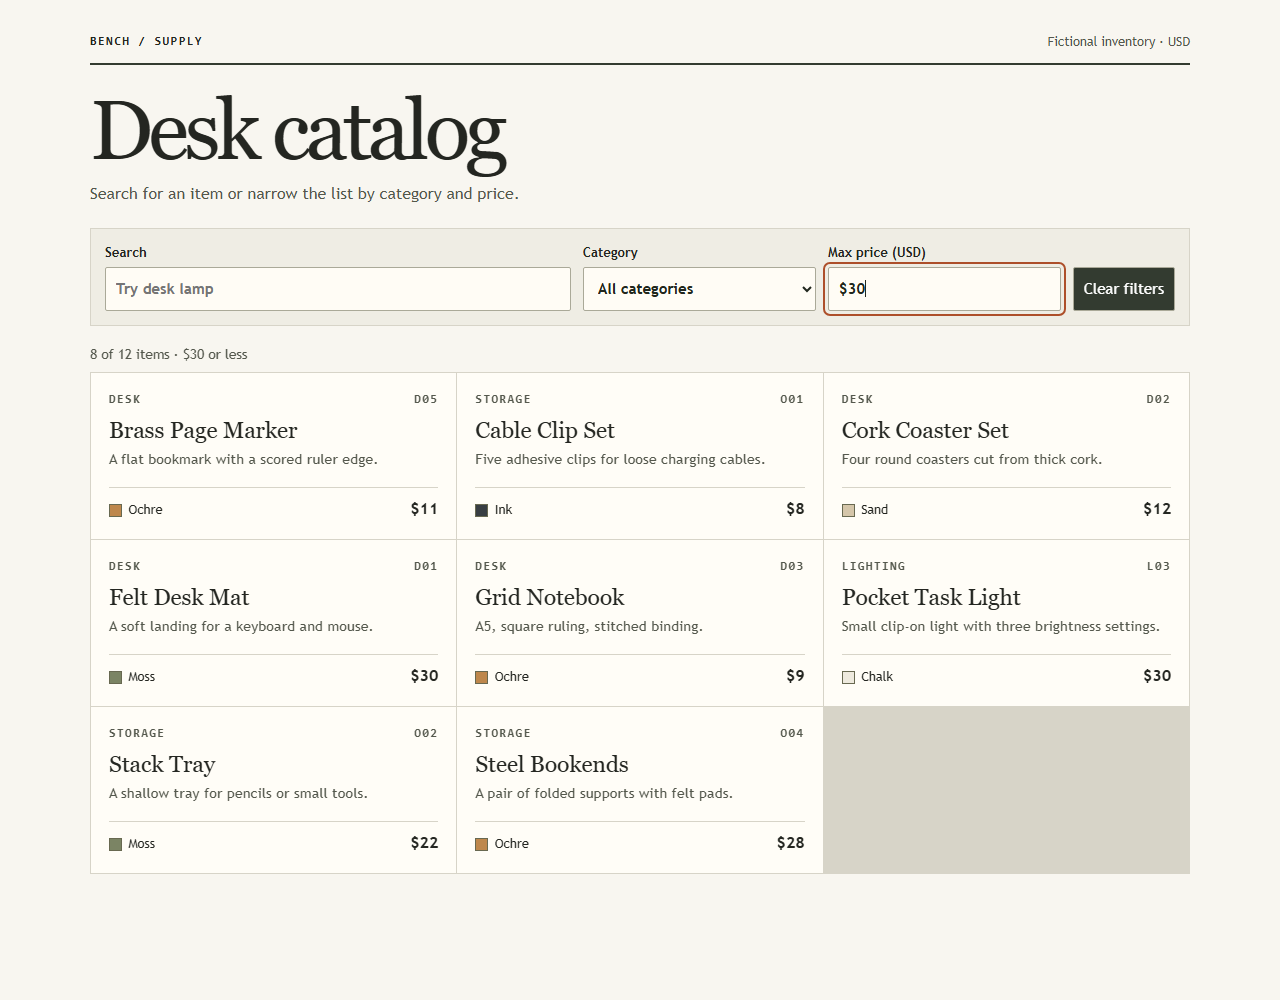 BENCH / SUPPLY
Fictional inventory · USD
Desk catalog
Search for an item or narrow the list by category and price.
Search
Category
Max price (USD)
Try desk lamp
All categories
$30
Clear filters
8 of 12 items · $30 or less
DESK
D05
Brass Page Marker
A flat bookmark with a scored ruler edge.
Ochre
$11
STORAGE
O01
Cable Clip Set
Five adhesive clips for loose charging cables.
Ink
$8
DESK
D02
Cork Coaster Set
Four round coasters cut from thick cork.
Sand
$12
DESK
D01
Felt Desk Mat
A soft landing for a keyboard and mouse.
Moss
$30
DESK
D03
Grid Notebook
A5, square ruling, stitched binding.
Ochre
$9
LIGHTING
L03
Pocket Task Light
Small clip-on light with three brightness settings.
Chalk
$30
STORAGE
O02
Stack Tray
A shallow tray for pencils or small tools.
Moss
$22
STORAGE
O04
Steel Bookends
A pair of folded supports with felt pads.
Ochre
$28